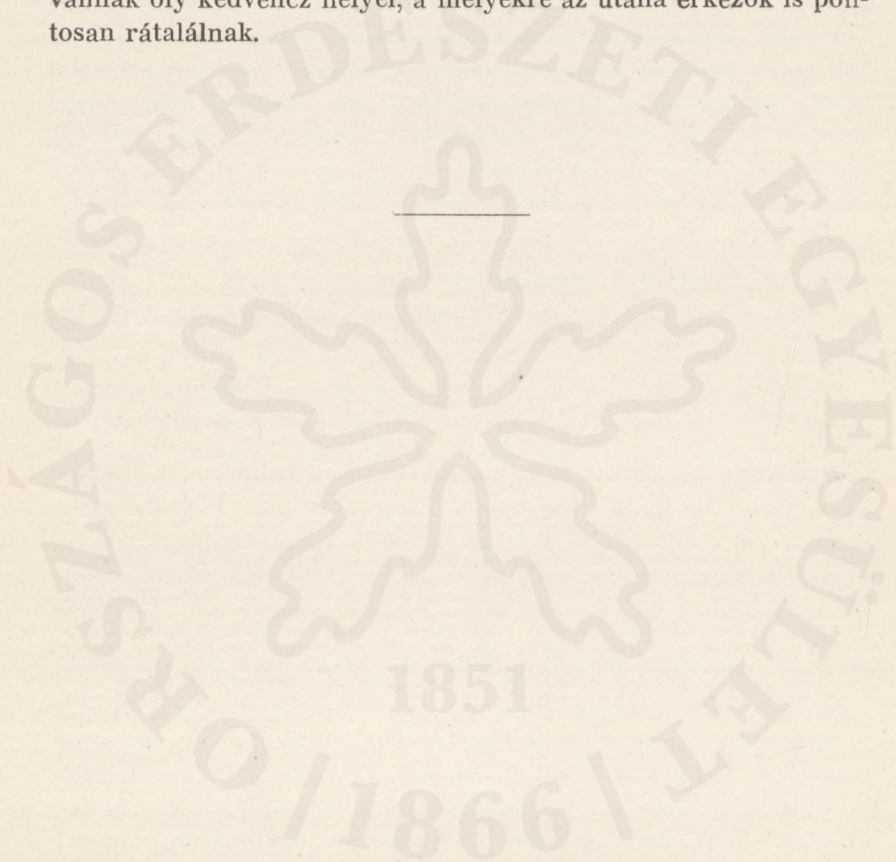 vannak oly kedvencz helyei, a melyekre az utána érkezők is pon-
tosan rátalálnak.
ORSZÁGOS ERDÉSZETI EGYESÜLET
1851
| 1866 |